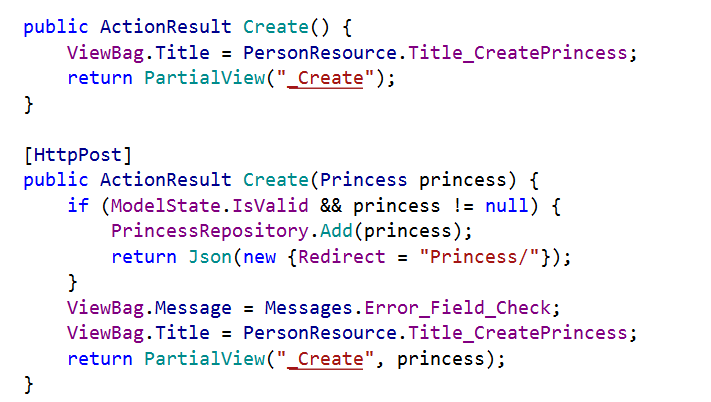 public ActionResult Create() {
    ViewBag.Title = PersonResource.Title_CreatePrincess;
    return PartialView("_Create");
}

[HttpPost]
public ActionResult Create(Princess princess) {
    if (ModelState.IsValid && princess != null) {
        PrincessRepository.Add(princess);
        return Json(new {Redirect = "Princess/"});
    }
    ViewBag.Message = Messages.Error_Field_Check;
    ViewBag.Title = PersonResource.Title_CreatePrincess;
    return PartialView("_Create", princess);
}